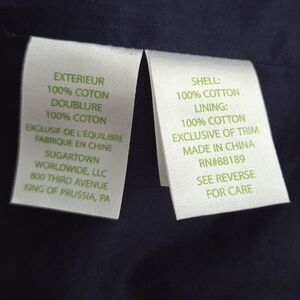 EXTERIEUR
100% COTON
DOUBLURE
100% COTON
EXCLUSIF DE L'ÉQUILIBRE
FABRIQUE EN CHINE
SUGARTOWN
WORLDWIDE, LLC
800 THIRD AVENUE
KING OF PRUSSIA, PA
SHELL:
100% COTTON
LINING:
100% COTTON
EXCLUSIVE OF TRIM
MADE IN CHINA
RN#88189
SEE REVERSE
FOR CARE